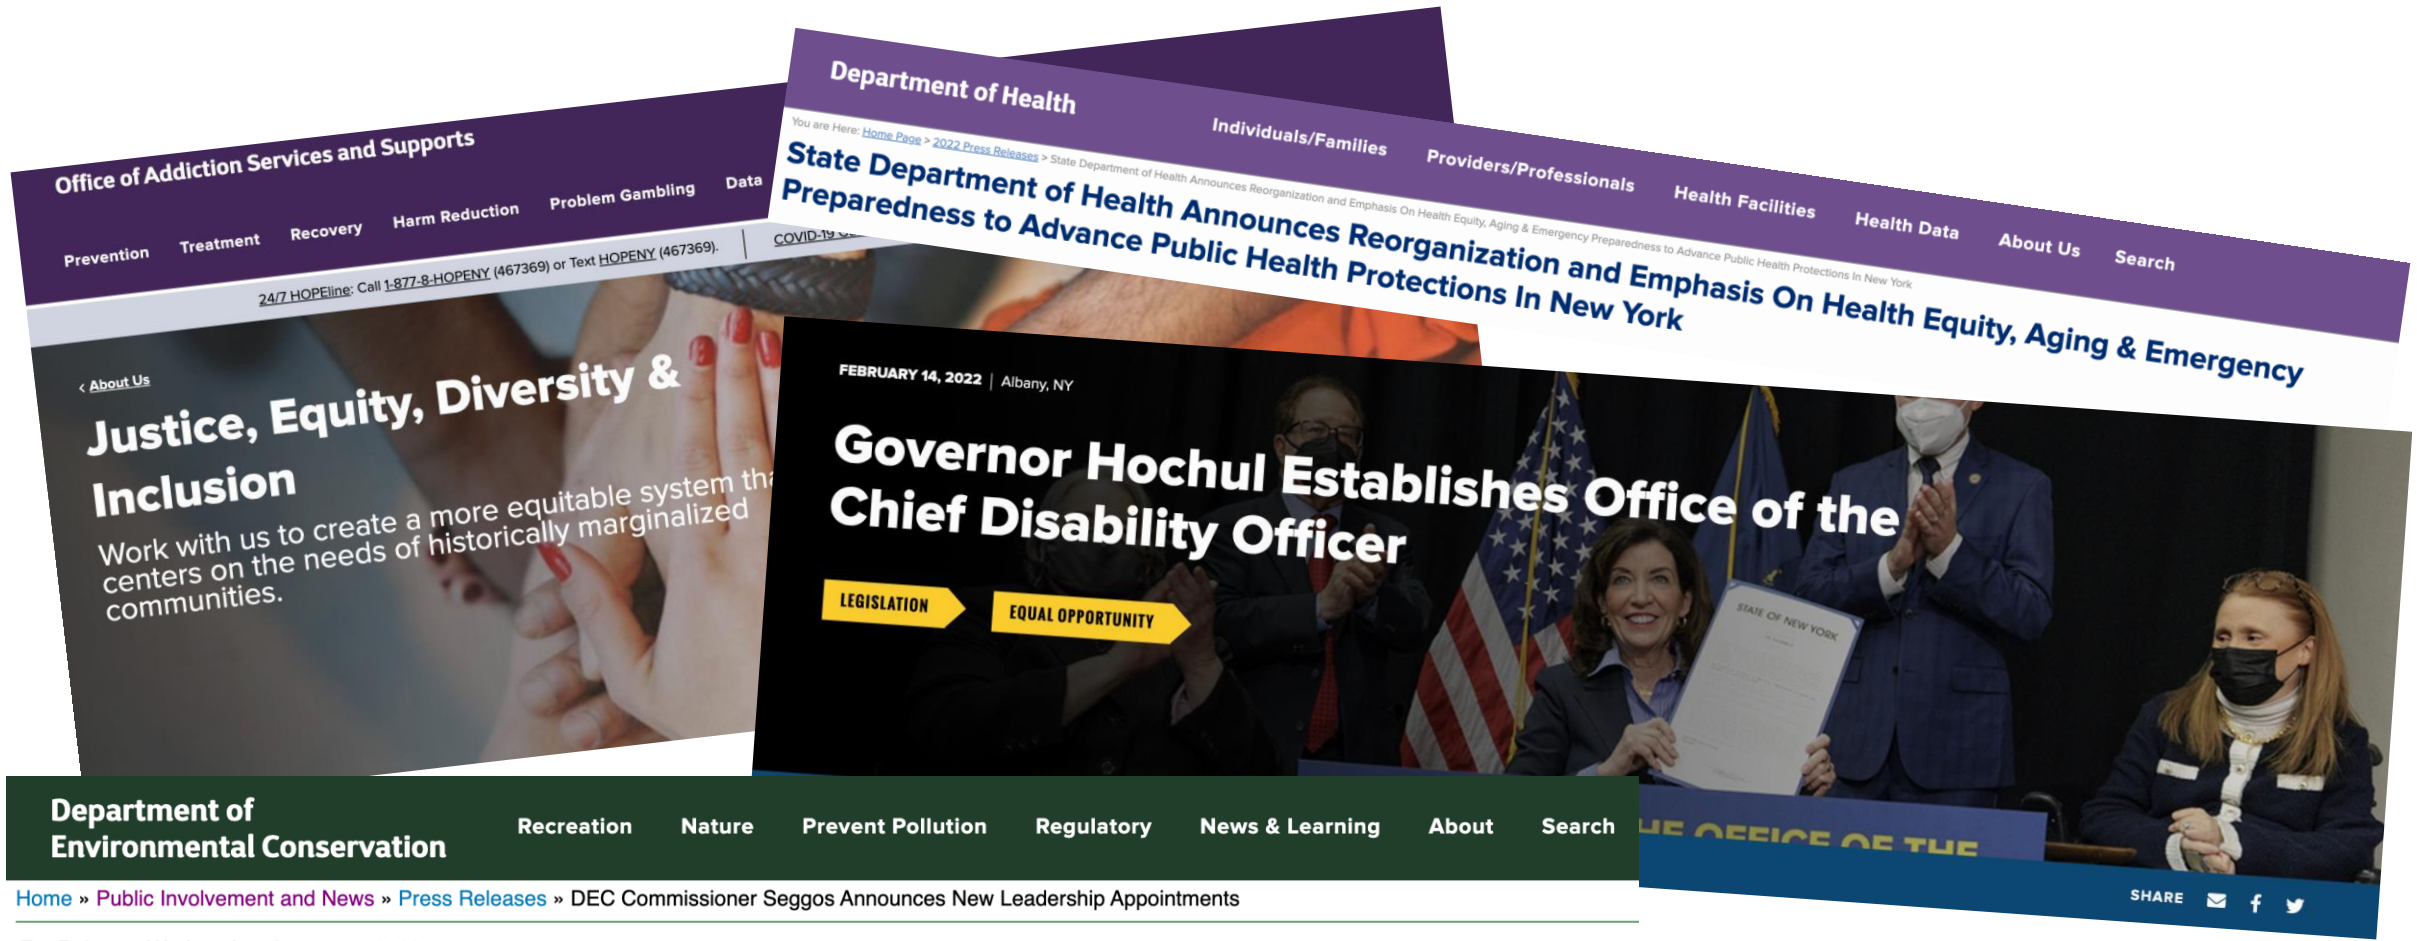 Office of Addiction Services and Supports
Prevention Treatment Recovery Harm Reduction Problem Gambling Data
24/7 HOPEline: Call 1-877-8-HOPENY (467369) or Text HOPENY (467369).
COVID-19
< About Us
Justice, Equity, Diversity &
Inclusion
Work with us to create a more equitable system
centers on the needs of historically marginalized
communities.
Department of Health
Individuals/Families Providers/Professionals Health Facilities Health Data About Us Search
You are Here: Home Page > 2022 Press Releases > State Department of Health Announces Reorganization and Emphasis On Health Equity, Aging & Emergency Preparedness to Advance Public Health Protections In New York
State Department of Health Announces Reorganization and Emphasis On Health Equity, Aging & Emergency
Preparedness to Advance Public Health Protections In New York
FEBRUARY 14, 2022 | Albany, NY
Governor Hochul Establishes Office of the
Chief Disability Officer
LEGISLATION
EQUAL OPPORTUNITY
STATE OF NEW YORK
OFFICE OF THE
SHARE
Department of
Environmental Conservation
Recreation Nature Prevent Pollution Regulatory News & Learning About Search
Home » Public Involvement and News » Press Releases » DEC Commissioner Seggos Announces New Leadership Appointments